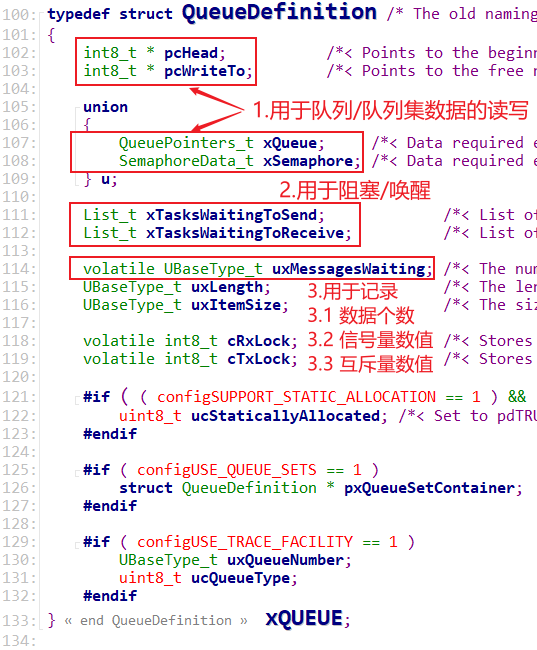 100: typedef struct QueueDefinition /* The old naming
101: {
102: int8_t * pcHead; /*< Points to the beginn
103: int8_t * pcWriteTo; /*< Points to the free n
104:
105: union
1.用于队列/队列集数据的读写
106: {
107: QueuePointers_t xQueue; /*< Data required e
108: SemaphoreData_t xSemaphore; /*< Data required e
109: } u;
110:
2.用于阻塞/唤醒
111: List_t xTasksWaitingToSend; /*< List of
112: List_t xTasksWaitingToReceive; /*< List of
113:
114: volatile UBaseType_t uxMessagesWaiting; /*< The num
115: UBaseType_t uxLength; /*< The len
3.用于记录
116: UBaseType_t uxItemSize; /*< The siz
3.1 数据个数
117:
118: volatile int8_t cRxLock; /*< Stores
3.2 信号量数值
119: volatile int8_t cTxLock; /*< Stores
3.3 互斥量数值
120:
121: #if ( ( configSUPPORT_STATIC_ALLOCATION == 1 ) &&
122: uint8_t ucStaticallyAllocated; /*< Set to pdTRU
123: #endif
124:
125: #if ( configUSE_QUEUE_SETS == 1 )
126: struct QueueDefinition * pxQueueSetContainer;
127: #endif
128:
129: #if ( configUSE_TRACE_FACILITY == 1 )
130: UBaseType_t uxQueueNumber;
131: uint8_t ucQueueType;
132: #endif
133: } « end QueueDefinition » xQUEUE;
134: